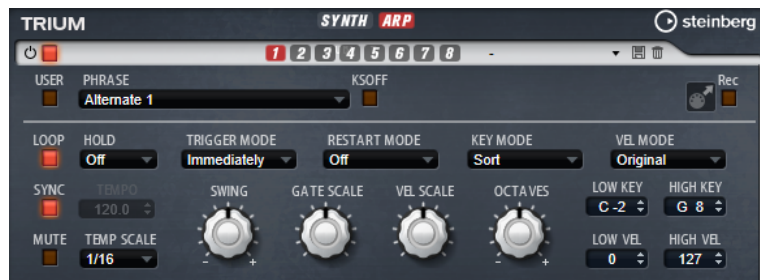 TRIUM SYNTH ARP steinberg
1 2 3 4 5 6 7 8 -
USER PHRASE KSOFF Rec
Alternate 1
LOOP HOLD TRIGGER MODE RESTART MODE KEY MODE VEL MODE
Off Immediately Off Sort Original
SYNC TEMPO SWING GATE SCALE VEL SCALE OCTAVES LOW KEY HIGH KEY
120.0 C -2 G 8
MUTE TEMP SCALE - + - + LOW VEL HIGH VEL
1/16 0 127